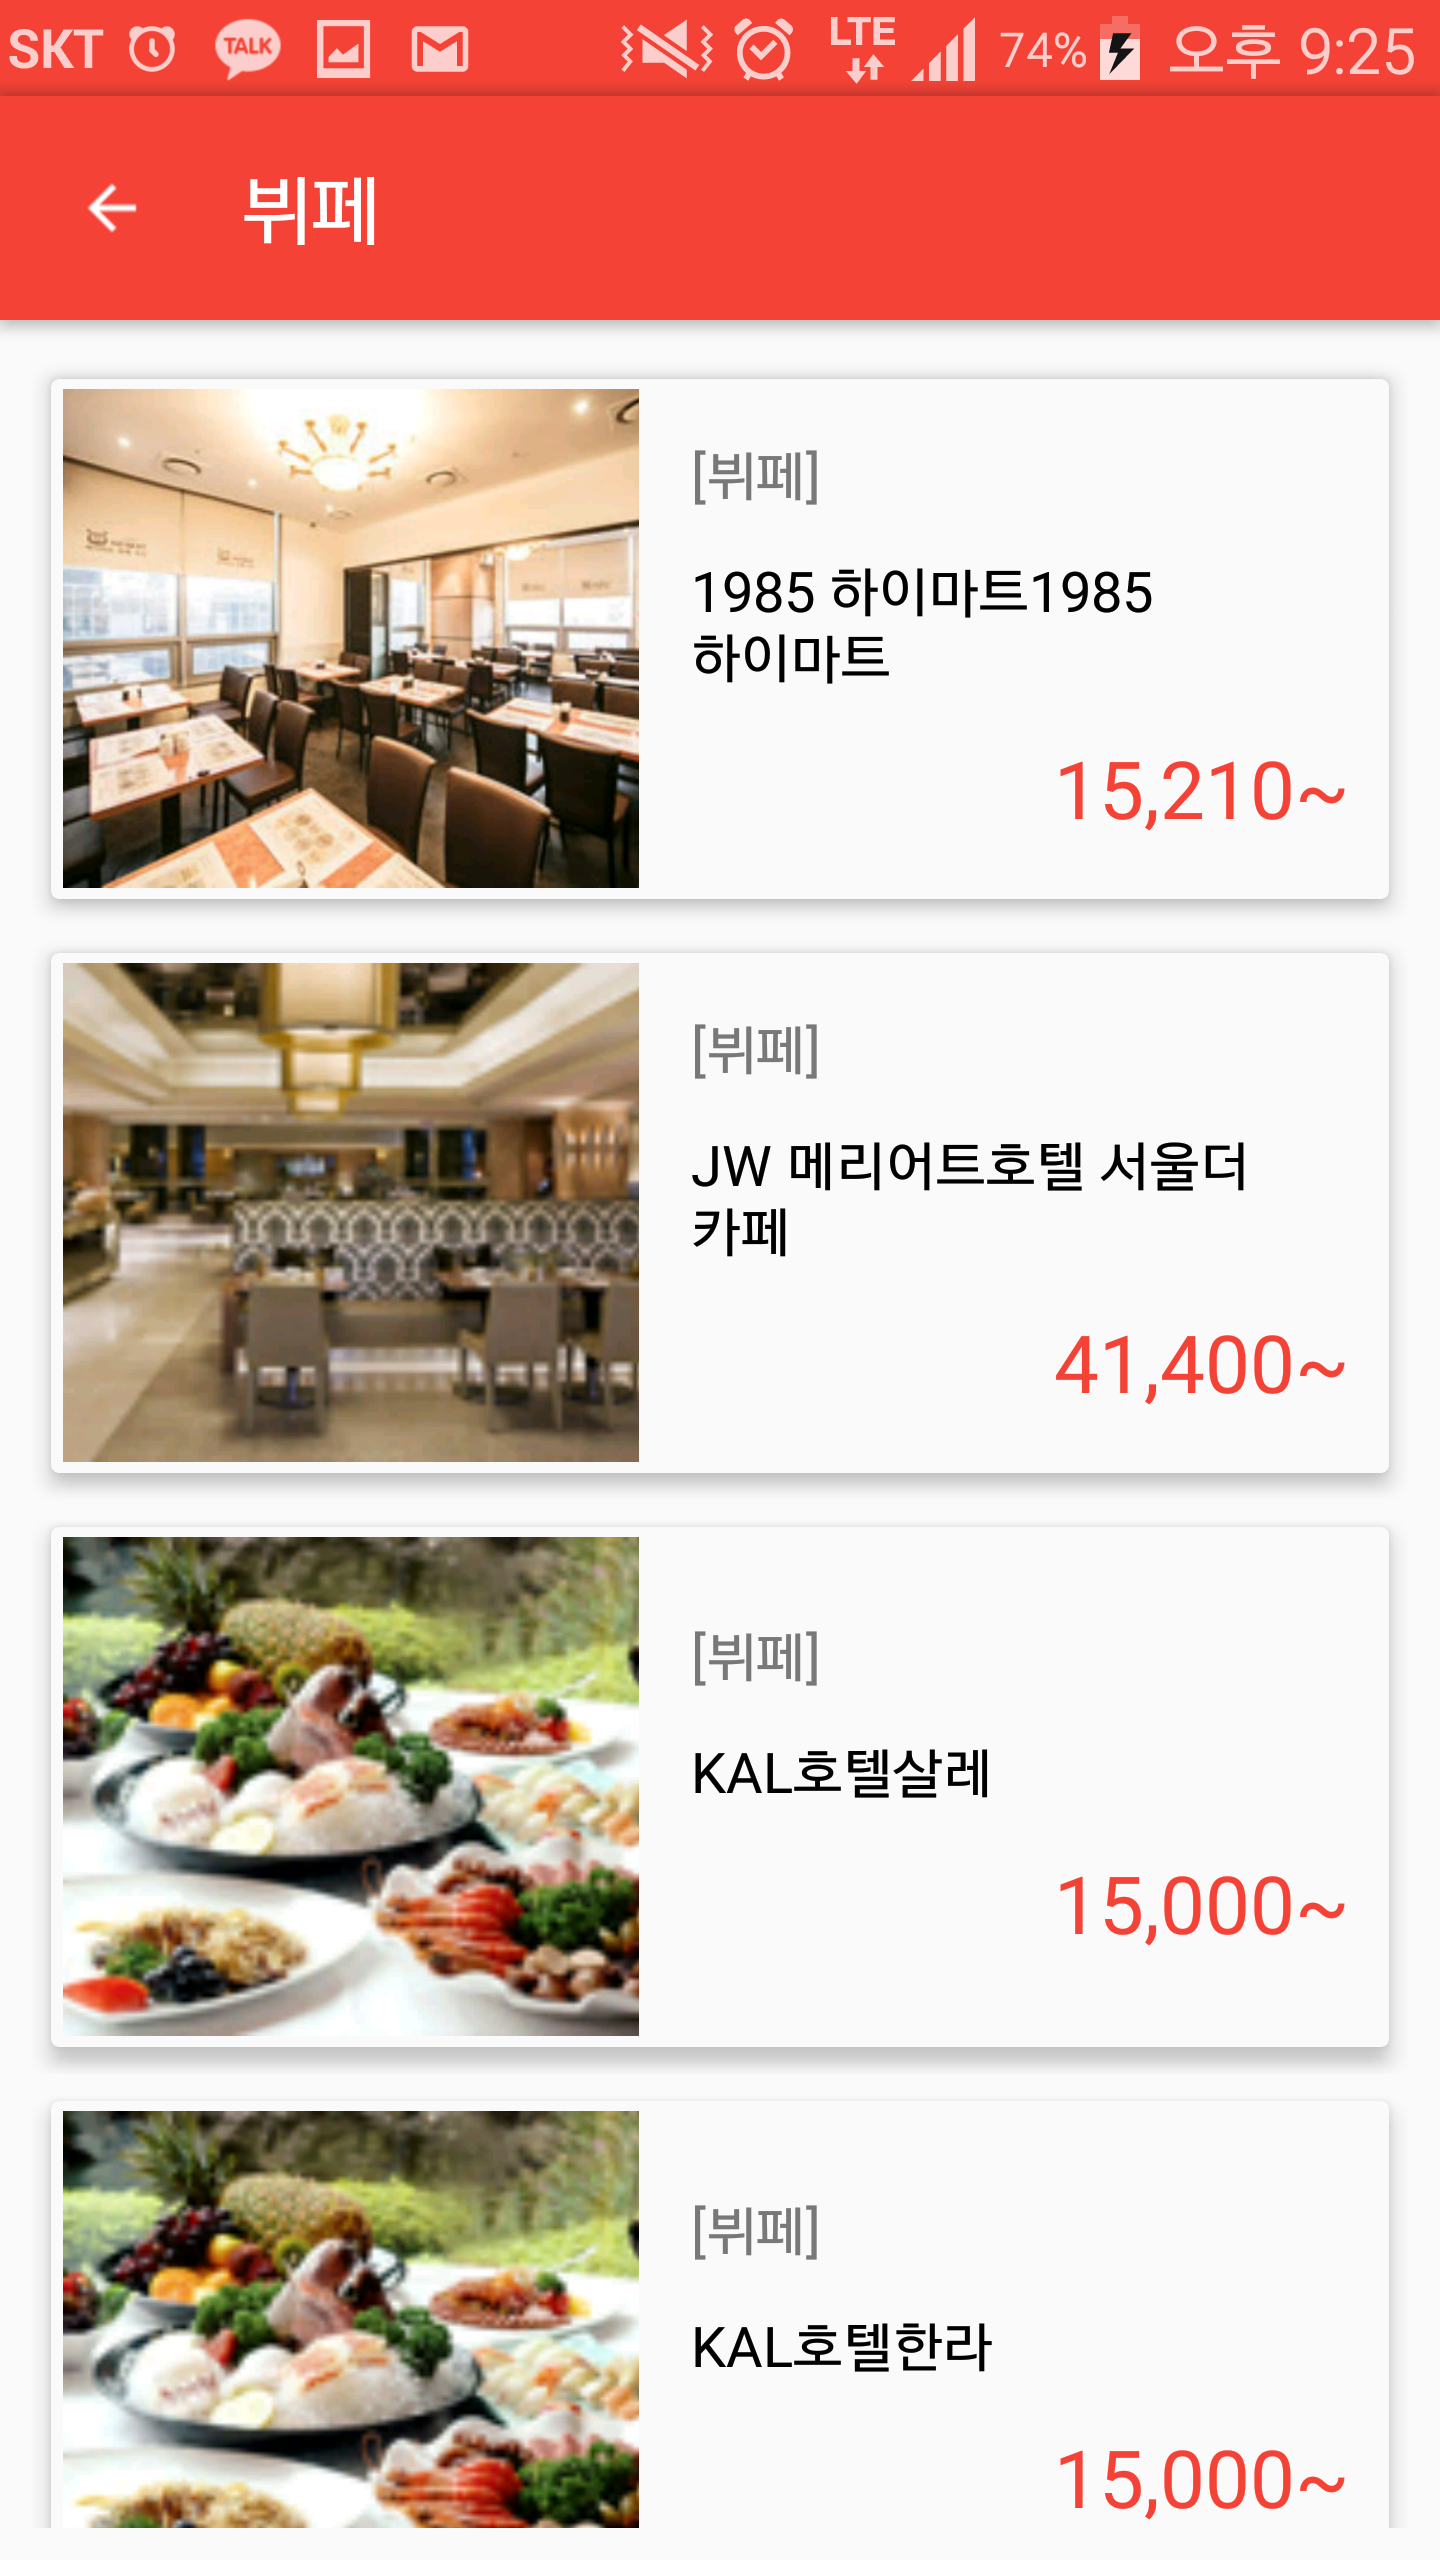 SKT TALK LTE 74% 오후 9:25
뷔페
[뷔페]
1985 하이마트1985
하이마트
15,210~
[뷔페]
JW 메리어트호텔 서울더
카페
41,400~
[뷔페]
KAL호텔살레
15,000~
[뷔페]
KAL호텔한라
15,000~